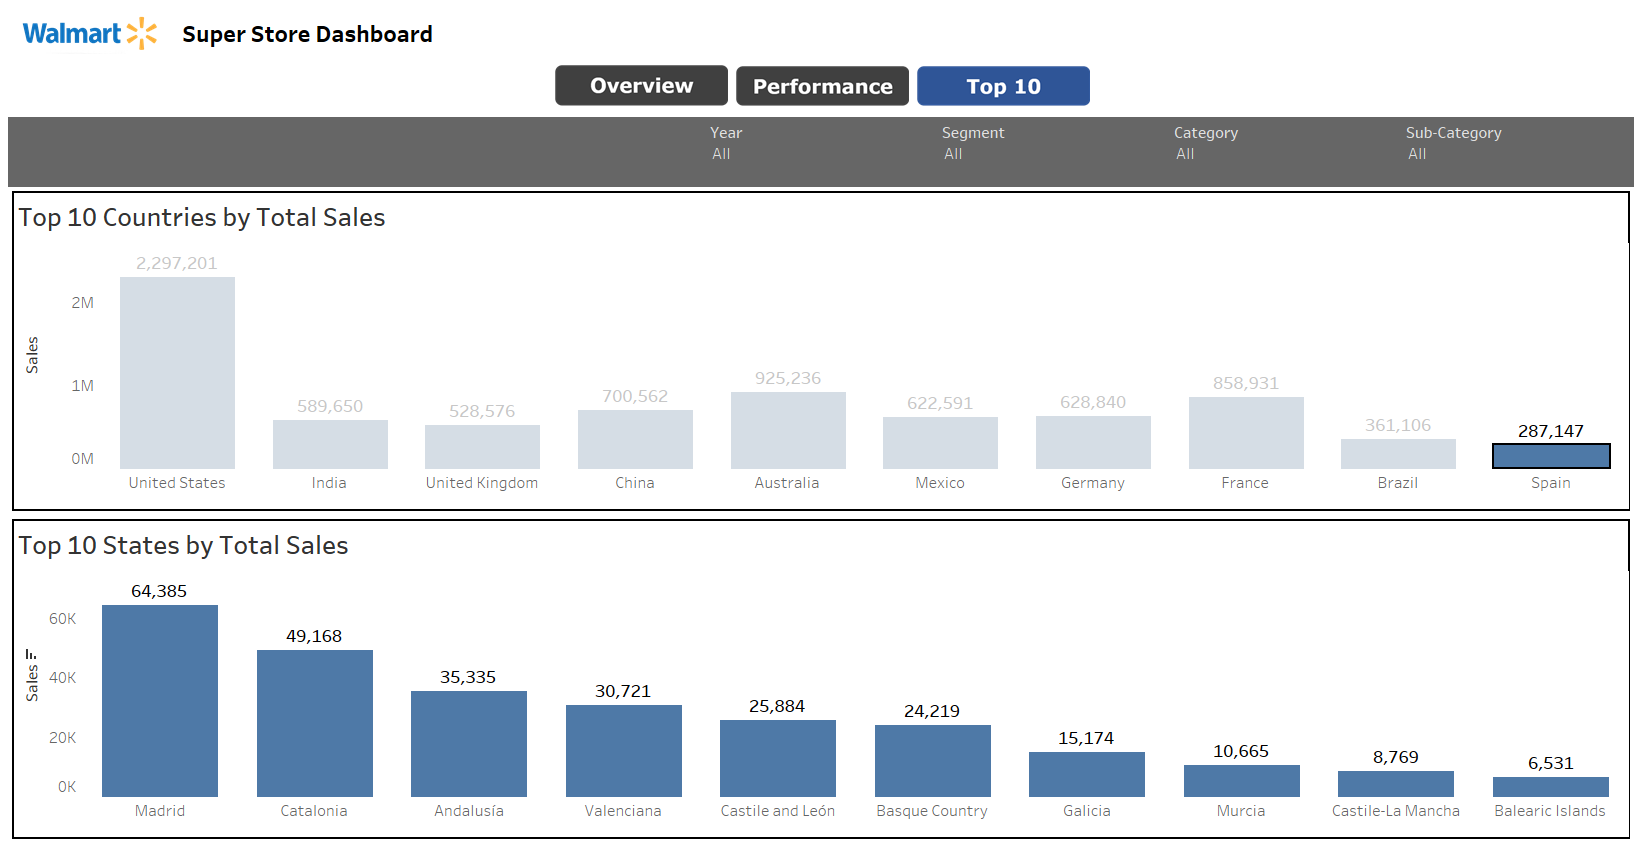 Walmart Super Store Dashboard
Overview Performance Top 10
Year Segment Category Sub-Category
All All All All
Top 10 Countries by Total Sales
2,297,201
2M
Sales
1M
0M
589,650
528,576
700,562
925,236
622,591
628,840
858,931
361,106
287,147
United States India United Kingdom China Australia Mexico Germany France Brazil Spain
Top 10 States by Total Sales
64,385
49,168
35,335
30,721
25,884
24,219
15,174
10,665
8,769
6,531
60K
Sales
40K
20K
0K
Madrid Catalonia Andalusía Valenciana Castile and León Basque Country Galicia Murcia Castile-La Mancha Balearic Islands